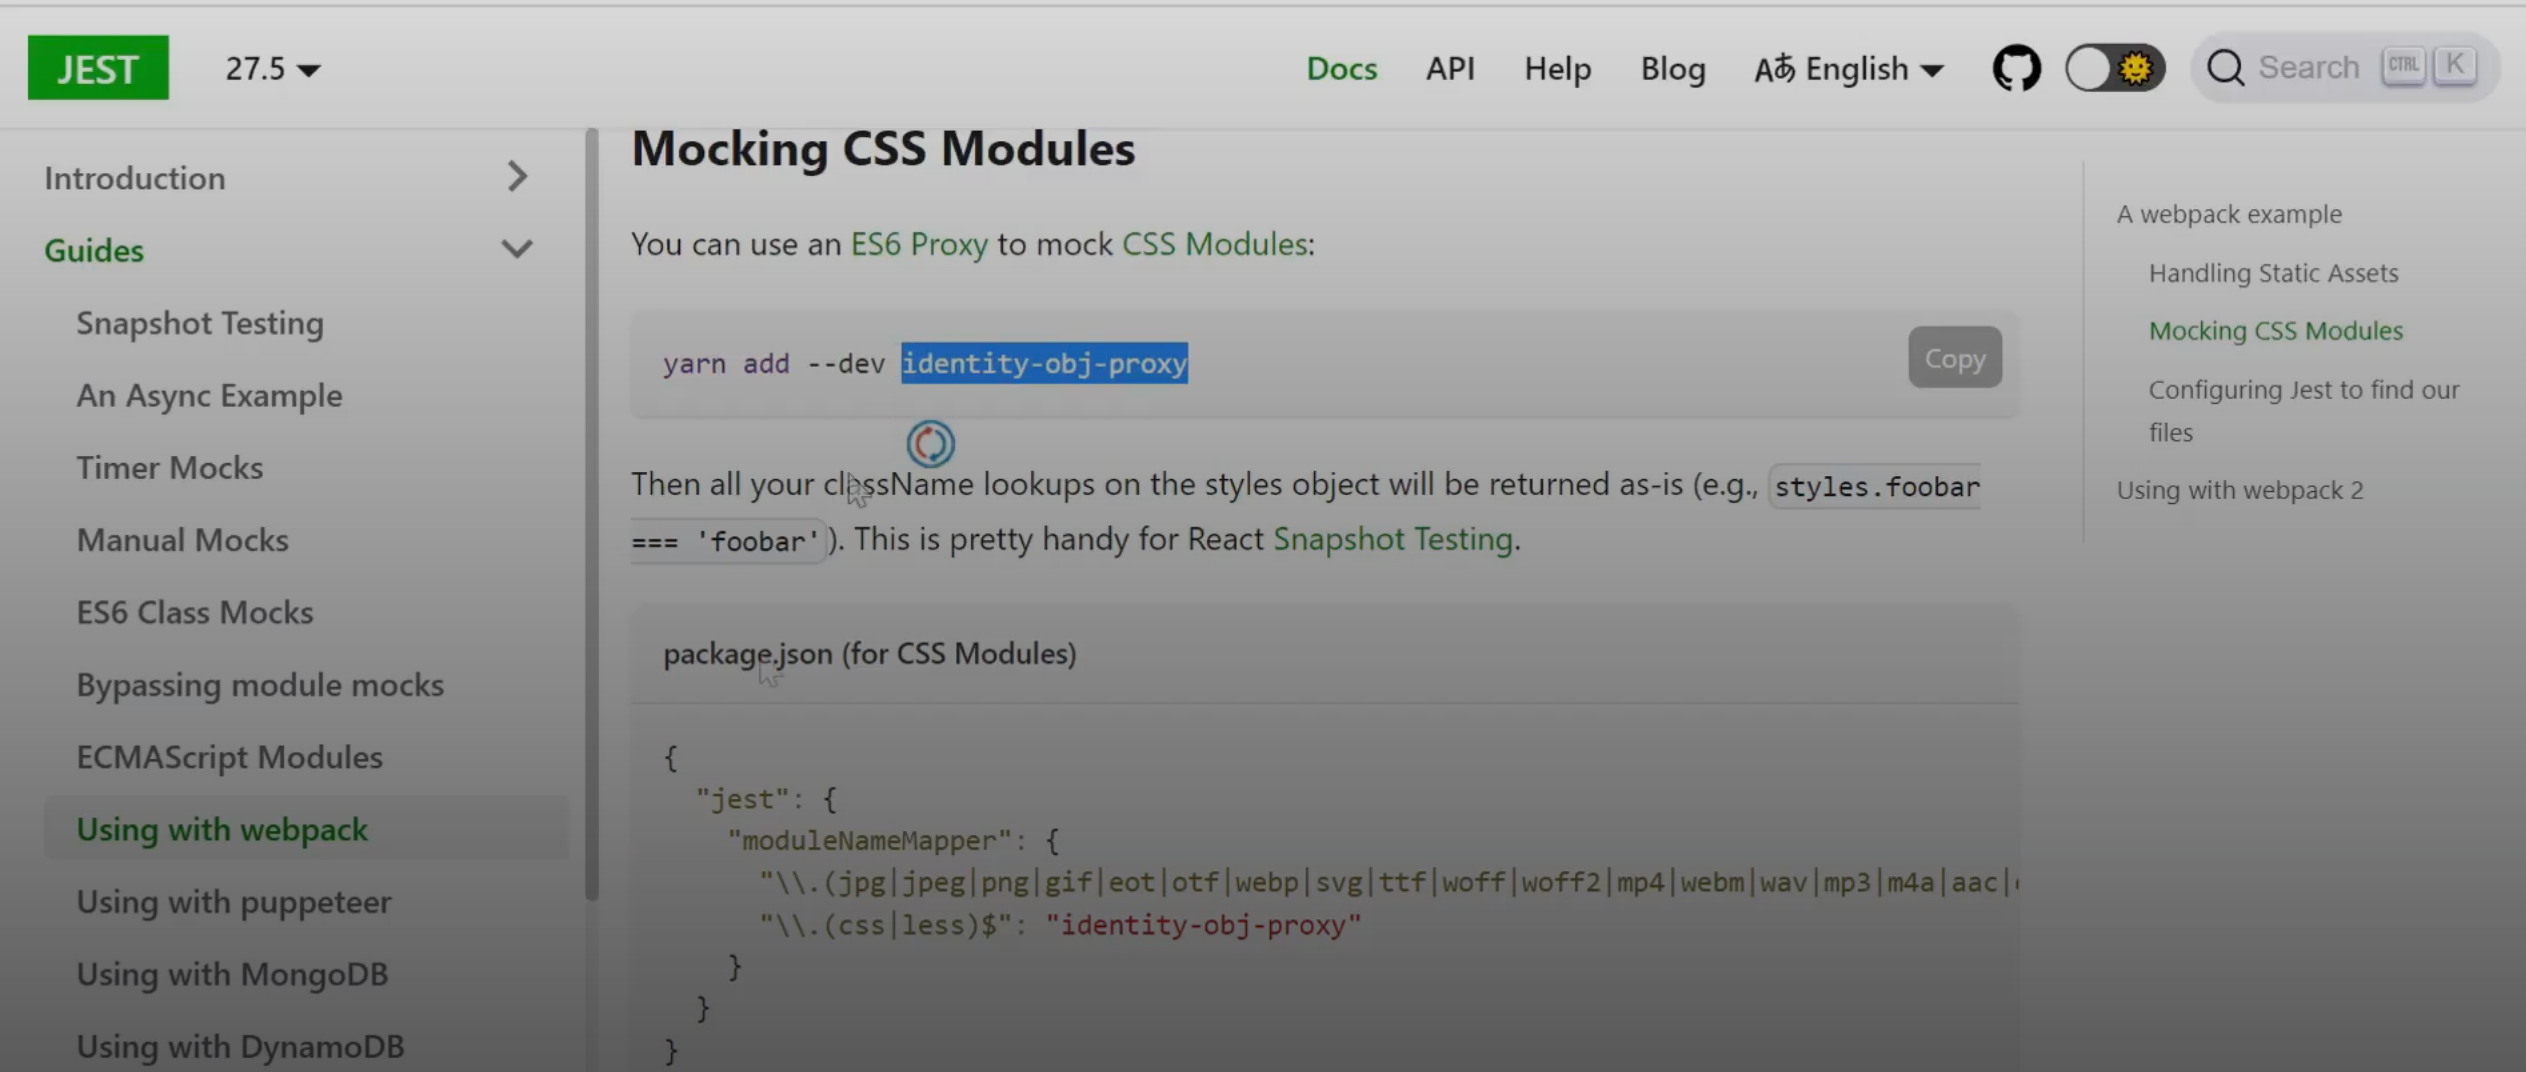 JEST
27.5
Docs
API
Help
Blog
Aあ English
Search
CTRL
K
Introduction
Guides
Snapshot Testing
An Async Example
Timer Mocks
Manual Mocks
ES6 Class Mocks
Bypassing module mocks
ECMAScript Modules
Using with webpack
Using with puppeteer
Using with MongoDB
Using with DynamoDB
Mocking CSS Modules
You can use an ES6 Proxy to mock CSS Modules:
yarn add --dev identity-obj-proxy
Copy
Then all your className lookups on the styles object will be returned as-is (e.g., styles.foobar
=== 'foobar'). This is pretty handy for React Snapshot Testing.
package.json (for CSS Modules)
{
"jest": {
"moduleNameMapper": {
"\\.(jpg|jpeg|png|gif|eot|otf|webp|svg|ttf|woff|woff2|mp4|webm|wav|mp3|m4a|aac|
"\\.(css|less)$": "identity-obj-proxy"
}
}
}
A webpack example
Handling Static Assets
Mocking CSS Modules
Configuring Jest to find our
files
Using with webpack 2